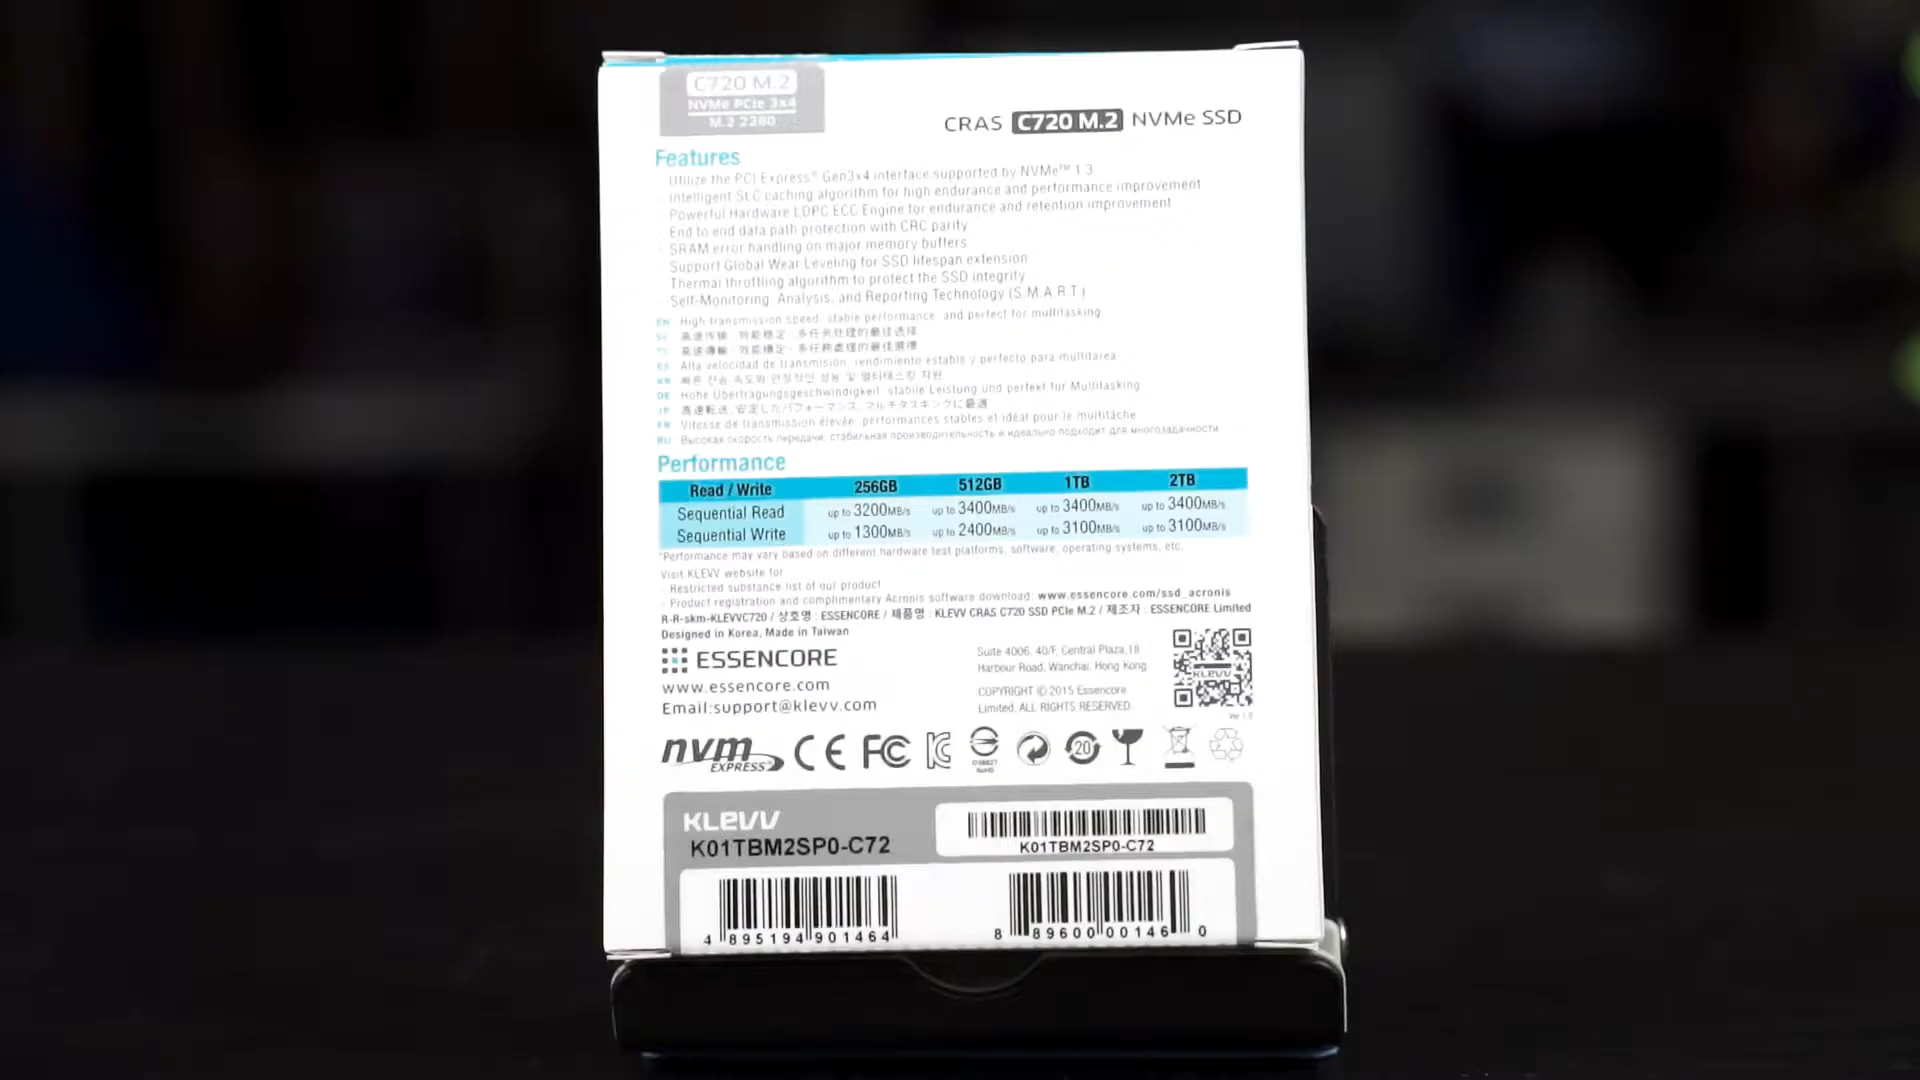 C720 M.2
NVMe PCIe 3x4
M.2 2280
CRAS C720 M.2 NVMe SSD
Features
· Utilize the PCI Express® Gen3x4 interface supported by NVMe™ 1.3
· Intelligent SLC caching algorithm for high endurance and performance improvement
· Powerful Hardware LDPC ECC Engine for endurance and retention improvement
· End to end data path protection with CRC parity
· SRAM error handling on major memory buffers
· Support Global Wear Leveling for SSD lifespan extension
· Thermal throttling algorithm to protect the SSD integrity
· Self-Monitoring, Analysis, and Reporting Technology (S.M.A.R.T.)
EN High transmission speed, stable performance, and perfect for multitasking
SC 高速传输，效能稳定，多任务处理的最佳选择
TC 高速傳輸，效能穩定，多任務處理的最佳選擇
ES Alta velocidad de transmisión, rendimiento estable y perfecto para multitarea
KR 빠른 전송 속도와 안정적인 성능 및 멀티태스킹 지원
DE Hohe Übertragungsgeschwindigkeit, stabile Leistung und perfekt für Multitasking
JP 高速転送、安定したパフォーマンス、マルチタスキングに最適
FR Vitesse de transmission élevée, performances stables et idéal pour le multitâche
RU Высокая скорость передачи, стабильная производительность и идеально подходит для многозадачности
Performance
Read / Write 256GB 512GB 1TB 2TB
Sequential Read up to 3200MB/s up to 3400MB/s up to 3400MB/s up to 3400MB/s
Sequential Write up to 1300MB/s up to 2400MB/s up to 3100MB/s up to 3100MB/s
*Performance may vary based on different hardware test platforms, software, operating systems, etc.
Visit KLEVV website for
- Restricted substance list of our product
- Product registration and complimentary Acronis software download: www.essencore.com/ssd_acronis
R-R-skm-KLEVVC720 / 상호명 : ESSENCORE / 제품명 : KLEVV CRAS C720 SSD PCIe M.2 / 제조자 : ESSENCORE Limited
Designed in Korea, Made in Taiwan
ESSENCORE
www.essencore.com
Email:support@klevv.com
Suite 4006, 40/F, Central Plaza,18
Harbour Road, Wanchai, Hong Kong
COPYRIGHT © 2015 Essencore
Limited. ALL RIGHTS RESERVED.
KLEVV
nvm EXPRESS CE FC
RoHS
20
KLEVV
K01TBM2SP0-C72
K01TBM2SP0-C72
4 895194 901464
8 89600 00146 0